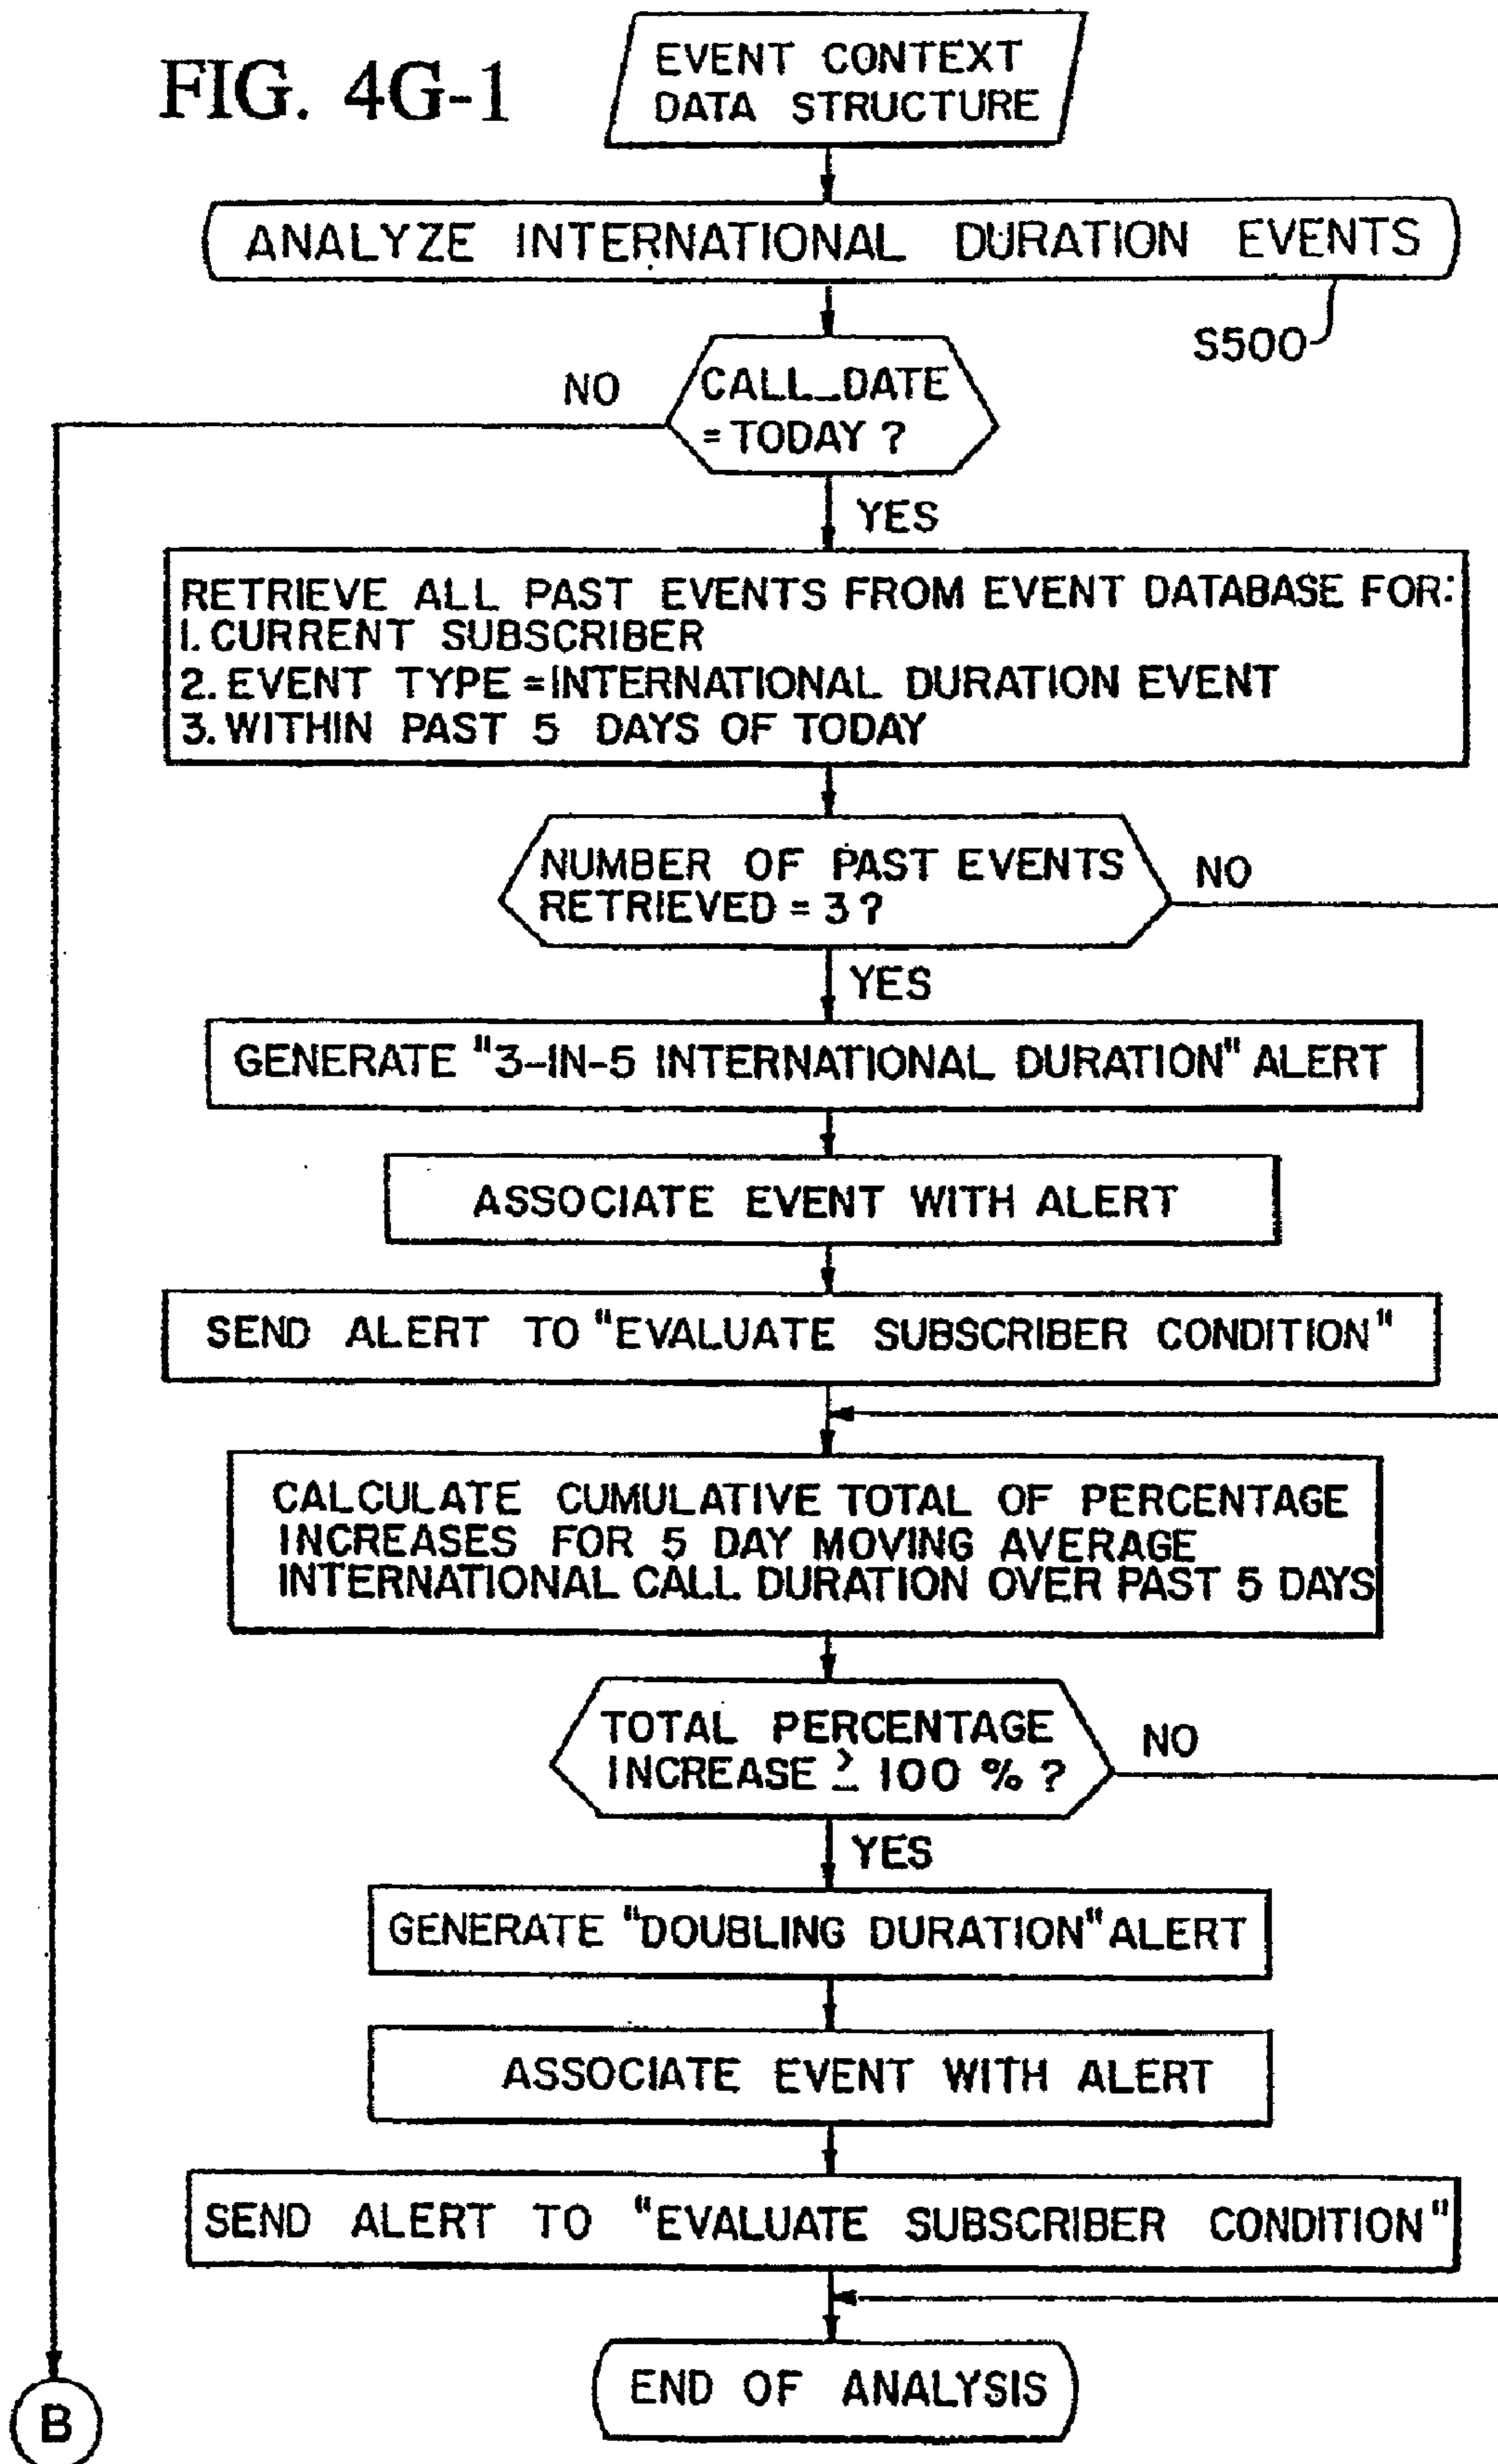 FIG. 4G-1
EVENT CONTEXT
DATA STRUCTURE
ANALYZE INTERNATIONAL DURATION EVENTS
S500
NO
CALL_DATE
= TODAY ?
YES
RETRIEVE ALL PAST EVENTS FROM EVENT DATABASE FOR:
1. CURRENT SUBSCRIBER
2. EVENT TYPE = INTERNATIONAL DURATION EVENT
3. WITHIN PAST 5 DAYS OF TODAY
NUMBER OF PAST EVENTS
RETRIEVED = 3 ?
NO
YES
GENERATE "3-IN-5 INTERNATIONAL DURATION" ALERT
ASSOCIATE EVENT WITH ALERT
SEND ALERT TO "EVALUATE SUBSCRIBER CONDITION"
CALCULATE CUMULATIVE TOTAL OF PERCENTAGE
INCREASES FOR 5 DAY MOVING AVERAGE
INTERNATIONAL CALL DURATION OVER PAST 5 DAYS
TOTAL PERCENTAGE
INCREASE ≥ 100 % ?
NO
YES
GENERATE "DOUBLING DURATION" ALERT
ASSOCIATE EVENT WITH ALERT
SEND ALERT TO "EVALUATE SUBSCRIBER CONDITION"
END OF ANALYSIS
B